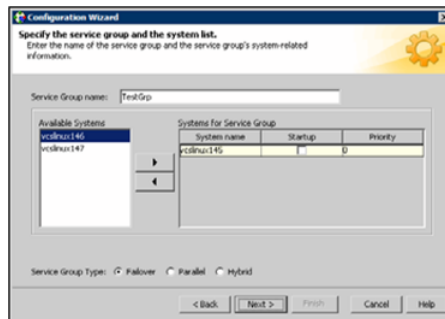 Configuration Wizard
Specify the service group and the system list.
Enter the name of the service group and the service group's system-related
information.
Service Group name: TestGrp
Available Systems
vcslinux146
vcslinux147
Systems for Service Group
System name Startup Priority
vcslinux145 0
Service Group Type: Failover Parallel Hybrid
< Back Next > Finish Cancel Help